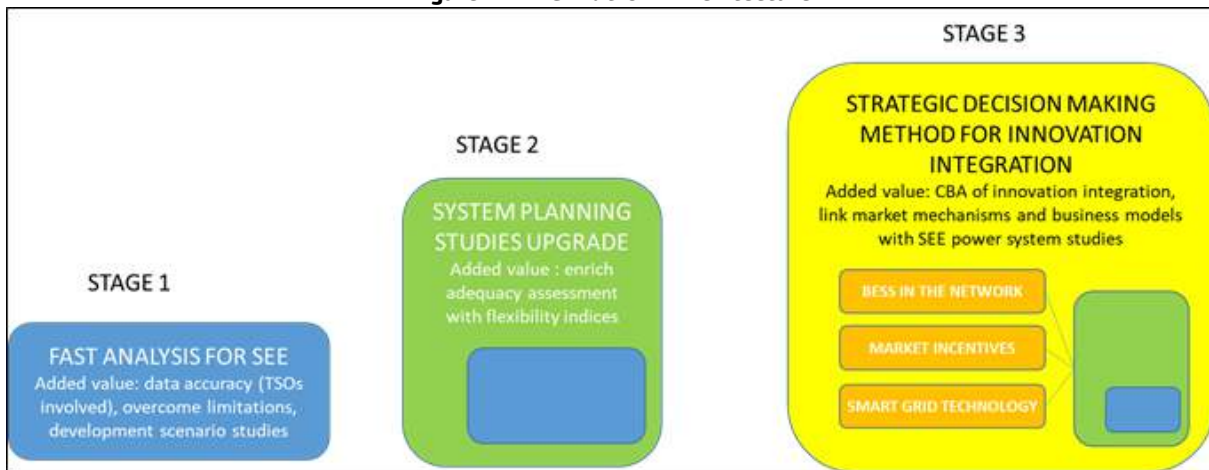 STAGE 1
FAST ANALYSIS FOR SEE
Added value: data accuracy (TSOs
involved), overcome limitations,
development scenario studies
STAGE 2
SYSTEM PLANNING
STUDIES UPGRADE
Added value : enrich
adequacy assessment
with flexibility indices
STAGE 3
STRATEGIC DECISION MAKING
METHOD FOR INNOVATION
INTEGRATION
Added value: CBA of innovation integration,
link market mechanisms and business models
with SEE power system studies
BESS IN THE NETWORK
MARKET INCENTIVES
SMART GRID TECHNOLOGY